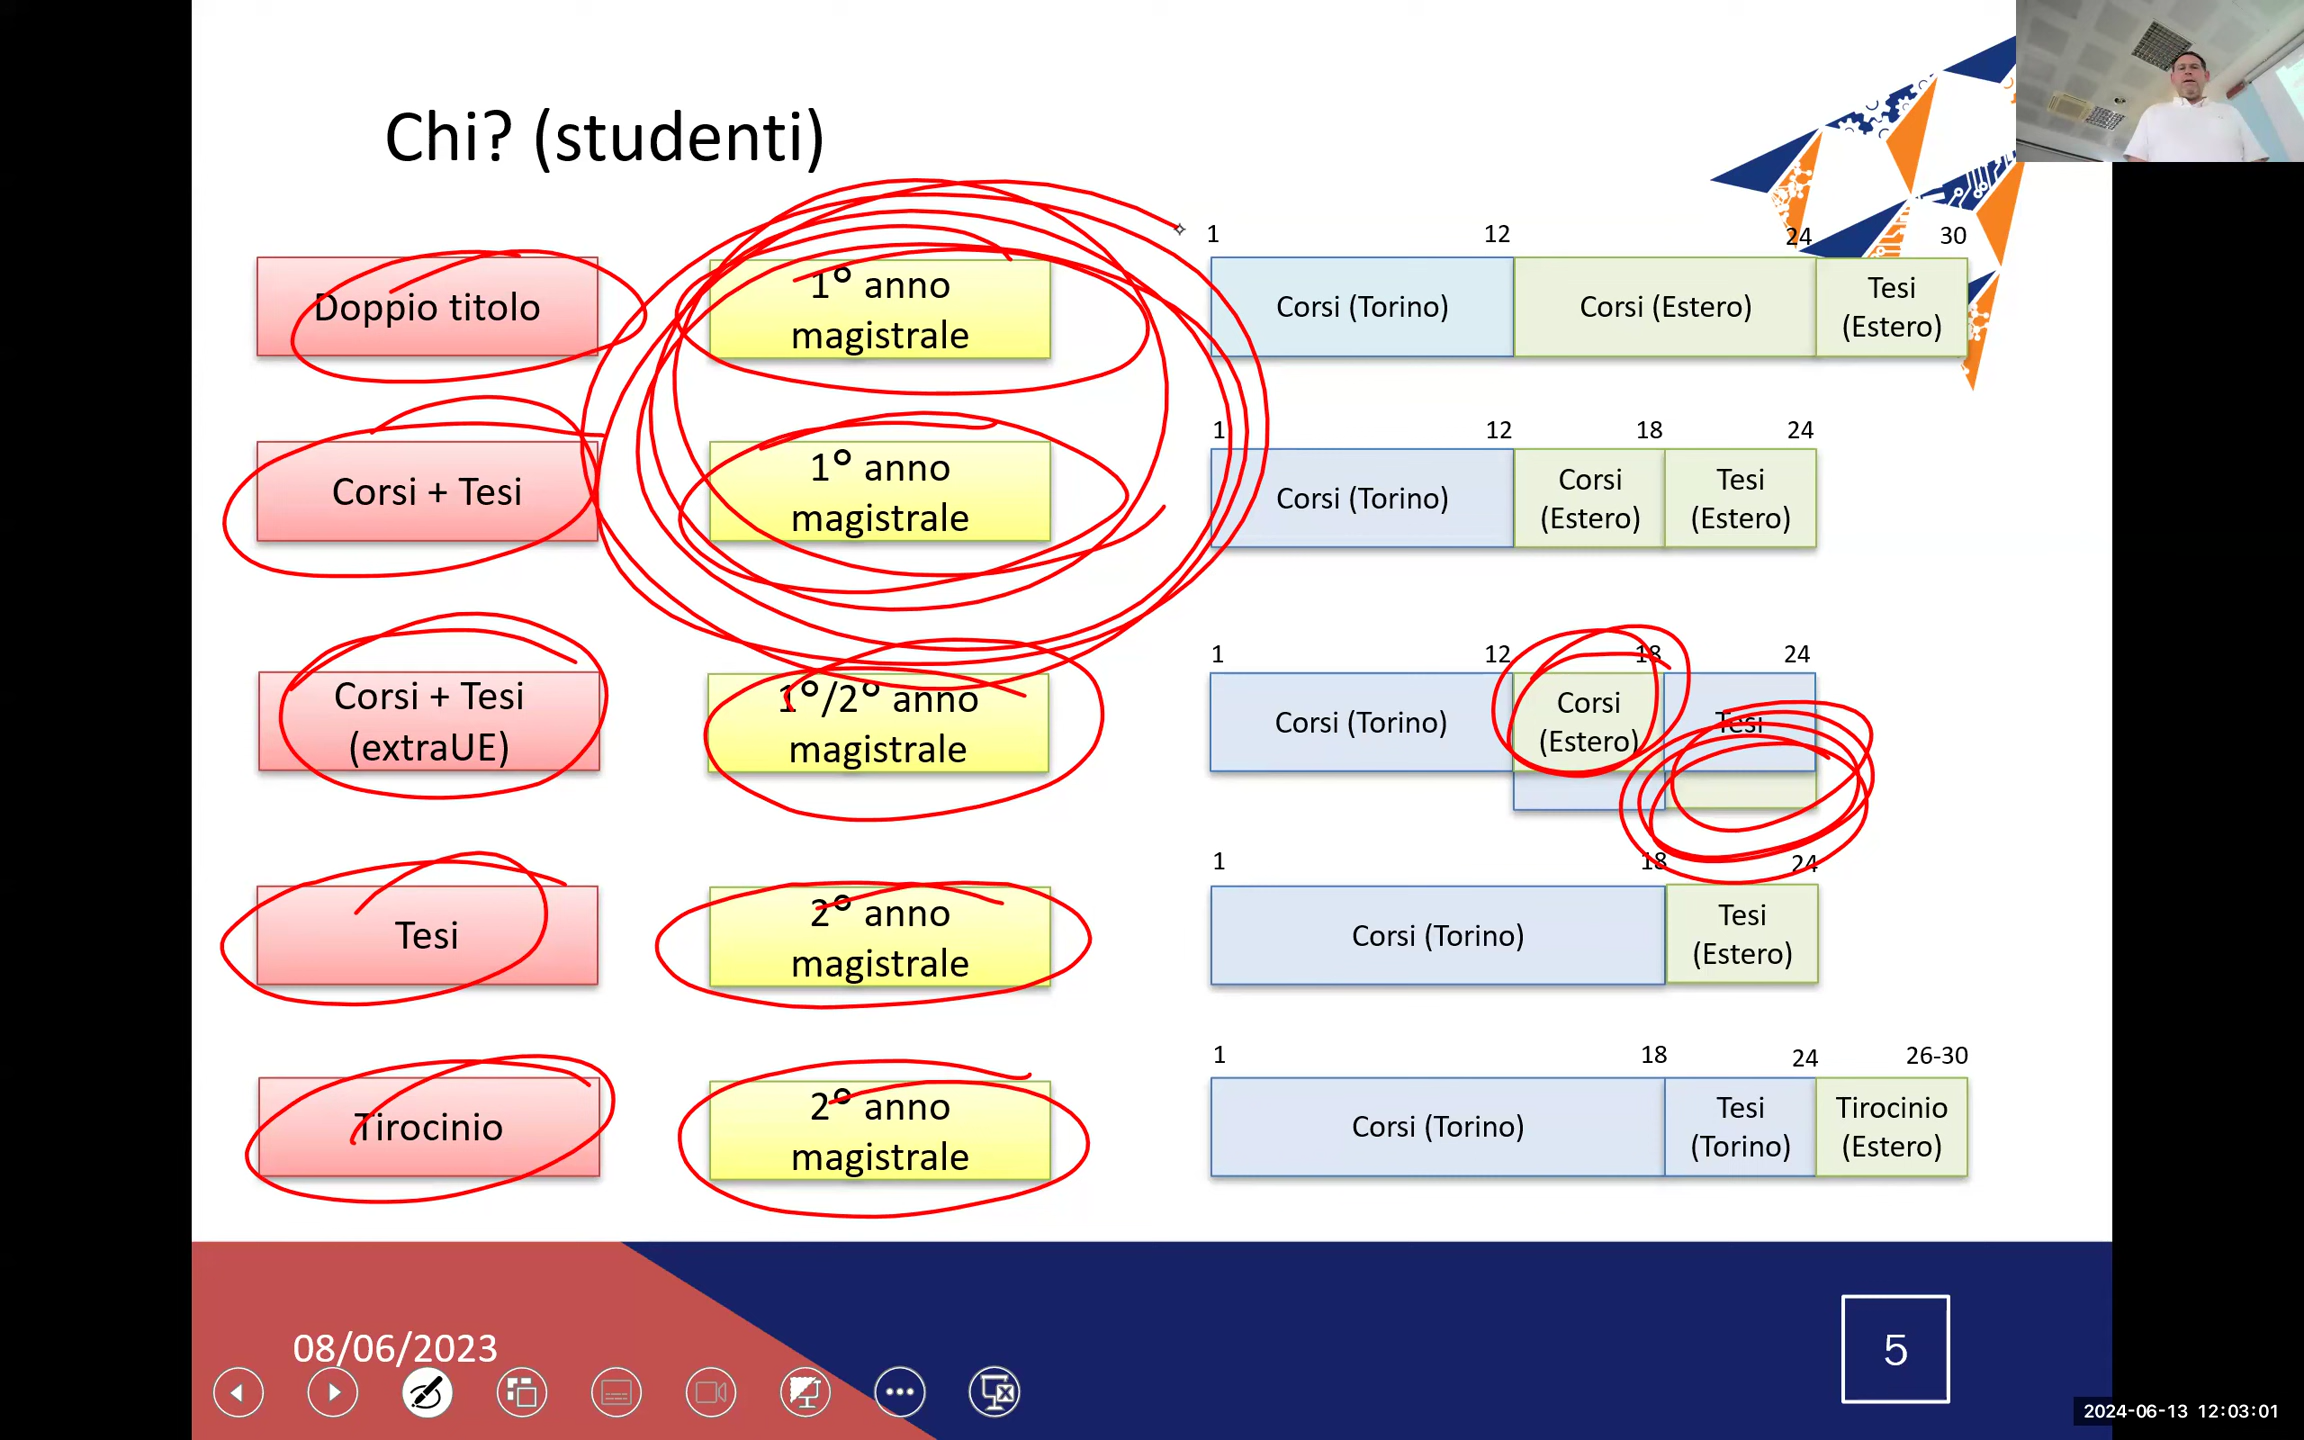 Chi? (studenti)
1 12 24 30
Doppio titolo
1° anno
magistrale
Corsi (Torino)
Corsi (Estero)
Tesi
(Estero)
1 12 18 24
Corsi + Tesi
1° anno
magistrale
Corsi (Torino)
Corsi
(Estero)
Tesi
(Estero)
1 12 18 24
Corsi + Tesi
(extraUE)
1°/2° anno
magistrale
Corsi (Torino)
Corsi
(Estero)
Tesi
1 18 24
Tesi
2° anno
magistrale
Corsi (Torino)
Tesi
(Estero)
1 18 24 26-30
Tirocinio
2° anno
magistrale
Corsi (Torino)
Tesi
(Torino)
Tirocinio
(Estero)
08/06/2023
5
2024-06-13 12:03:01